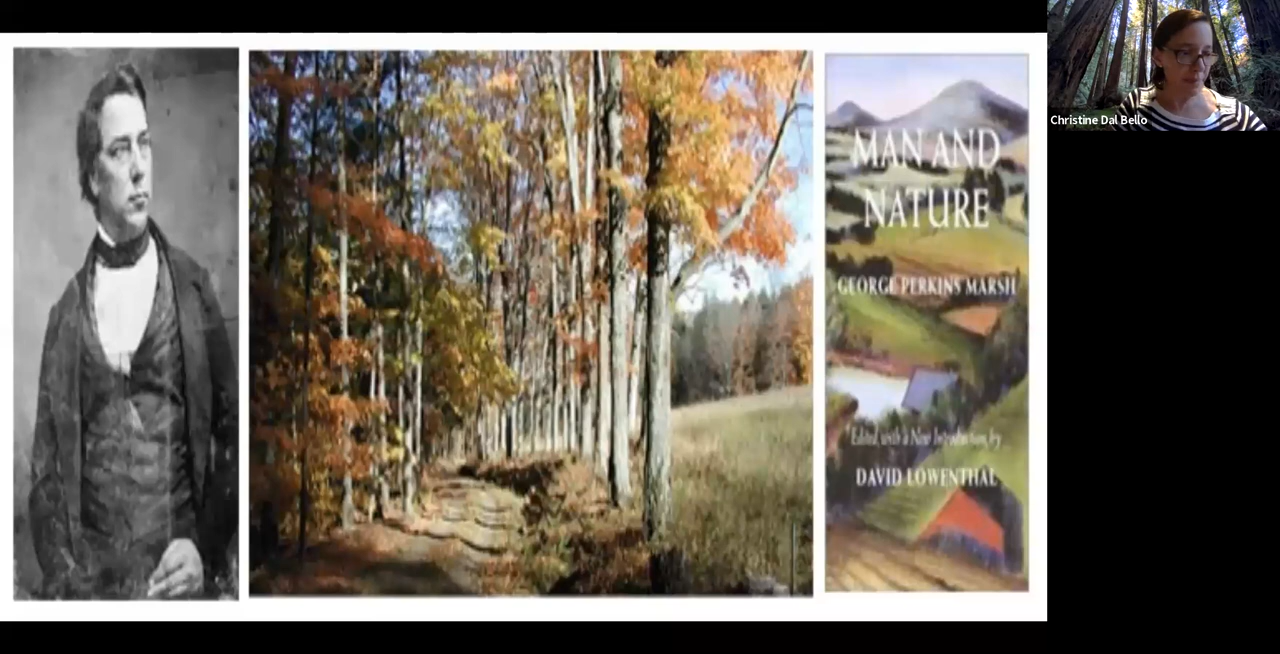 MAN AND
NATURE
GEORGE PERKINS MARSH
Edited, with a New Introduction, by
DAVID LOWENTHAL
Christine Dal Bello